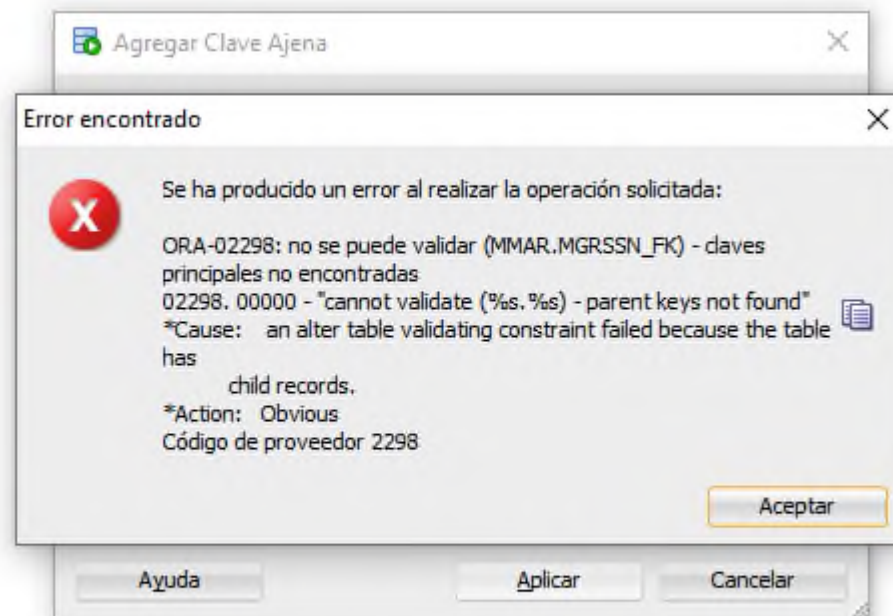 Agregar Clave Ajena
Error encontrado
Se ha producido un error al realizar la operación solicitada:
ORA-02298: no se puede validar (MMAR.MGRSSN_FK) - claves
principales no encontradas
02298. 00000 - "cannot validate (%s.%s) - parent keys not found"
*Cause: an alter table validating constraint failed because the table
has
child records.
*Action: Obvious
Código de proveedor 2298
Aceptar
Ayuda
Aplicar
Cancelar